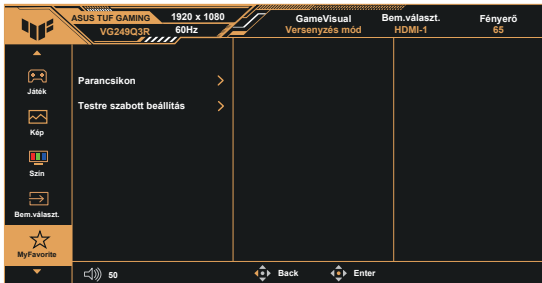 ASUS TUF GAMING 1920 x 1080 GameVisual Bem.választ. Fényerő
VG249Q3R 60Hz Versenyzés mód HDMI-1 65
Játék
Parancsikon
Testre szabott beállítás
Kép
Szín
Bem.választ.
MyFavorite
50 Back Enter